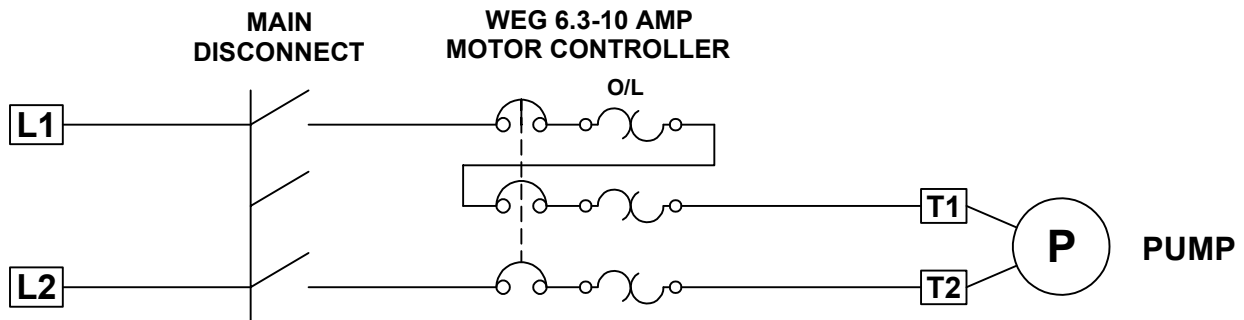 MAIN
DISCONNECT
WEG 6.3-10 AMP
MOTOR CONTROLLER
O/L
L1
T1
P
PUMP
L2
T2